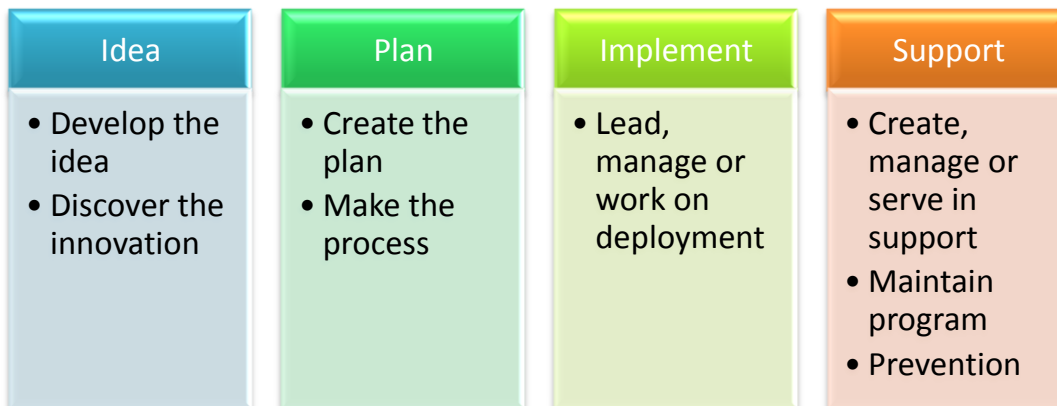 Idea
• Develop the
idea
• Discover the
innovation
Plan
• Create the
plan
• Make the
process
Implement
• Lead,
manage or
work on
deployment
Support
• Create,
manage or
serve in
support
• Maintain
program
• Prevention